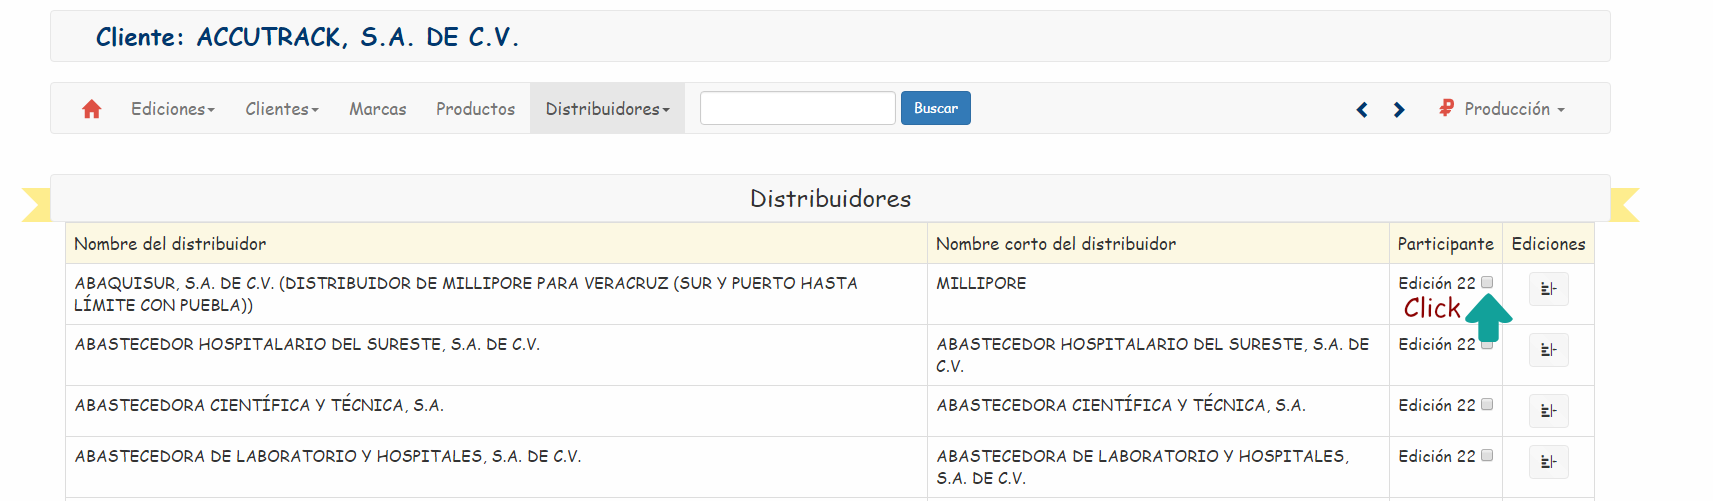 Cliente: ACCUTRACK, S.A. DE C.V.
Ediciones Clientes Marcas Productos Distribuidores Buscar Producción
Distribuidores
Nombre del distribuidor Nombre corto del distribuidor Participante Ediciones
ABAQUISUR, S.A. DE C.V. (DISTRIBUIDOR DE MILLIPORE PARA VERACRUZ (SUR Y PUERTO HASTA
LÍMITE CON PUEBLA))
MILLIPORE
Edición 22
Click
ABASTECEDOR HOSPITALARIO DEL SURESTE, S.A. DE C.V.
ABASTECEDOR HOSPITALARIO DEL SURESTE, S.A. DE
C.V.
Edición 22
ABASTECEDORA CIENTÍFICA Y TÉCNICA, S.A. ABASTECEDORA CIENTÍFICA Y TÉCNICA, S.A. Edición 22
ABASTECEDORA DE LABORATORIO Y HOSPITALES, S.A. DE C.V.
ABASTECEDORA DE LABORATORIO Y HOSPITALES,
S.A. DE C.V.
Edición 22